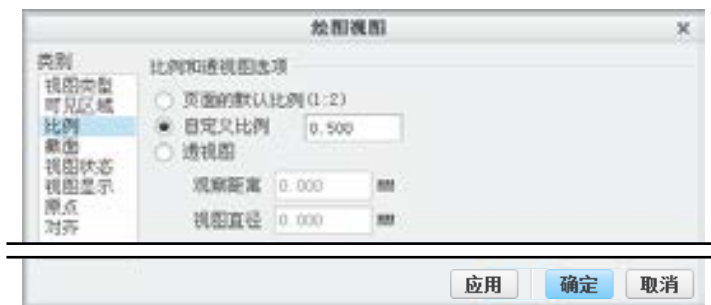 绘图视图
类别
视图类型
可见区域
比例
截面
视图状态
视图显示
原点
对齐
比例和透视图选项
页面的默认比例(1:2)
自定义比例 0.500
透视图
观察距离 0.000 mm
视图直径 0.000 mm
应用 确定 取消